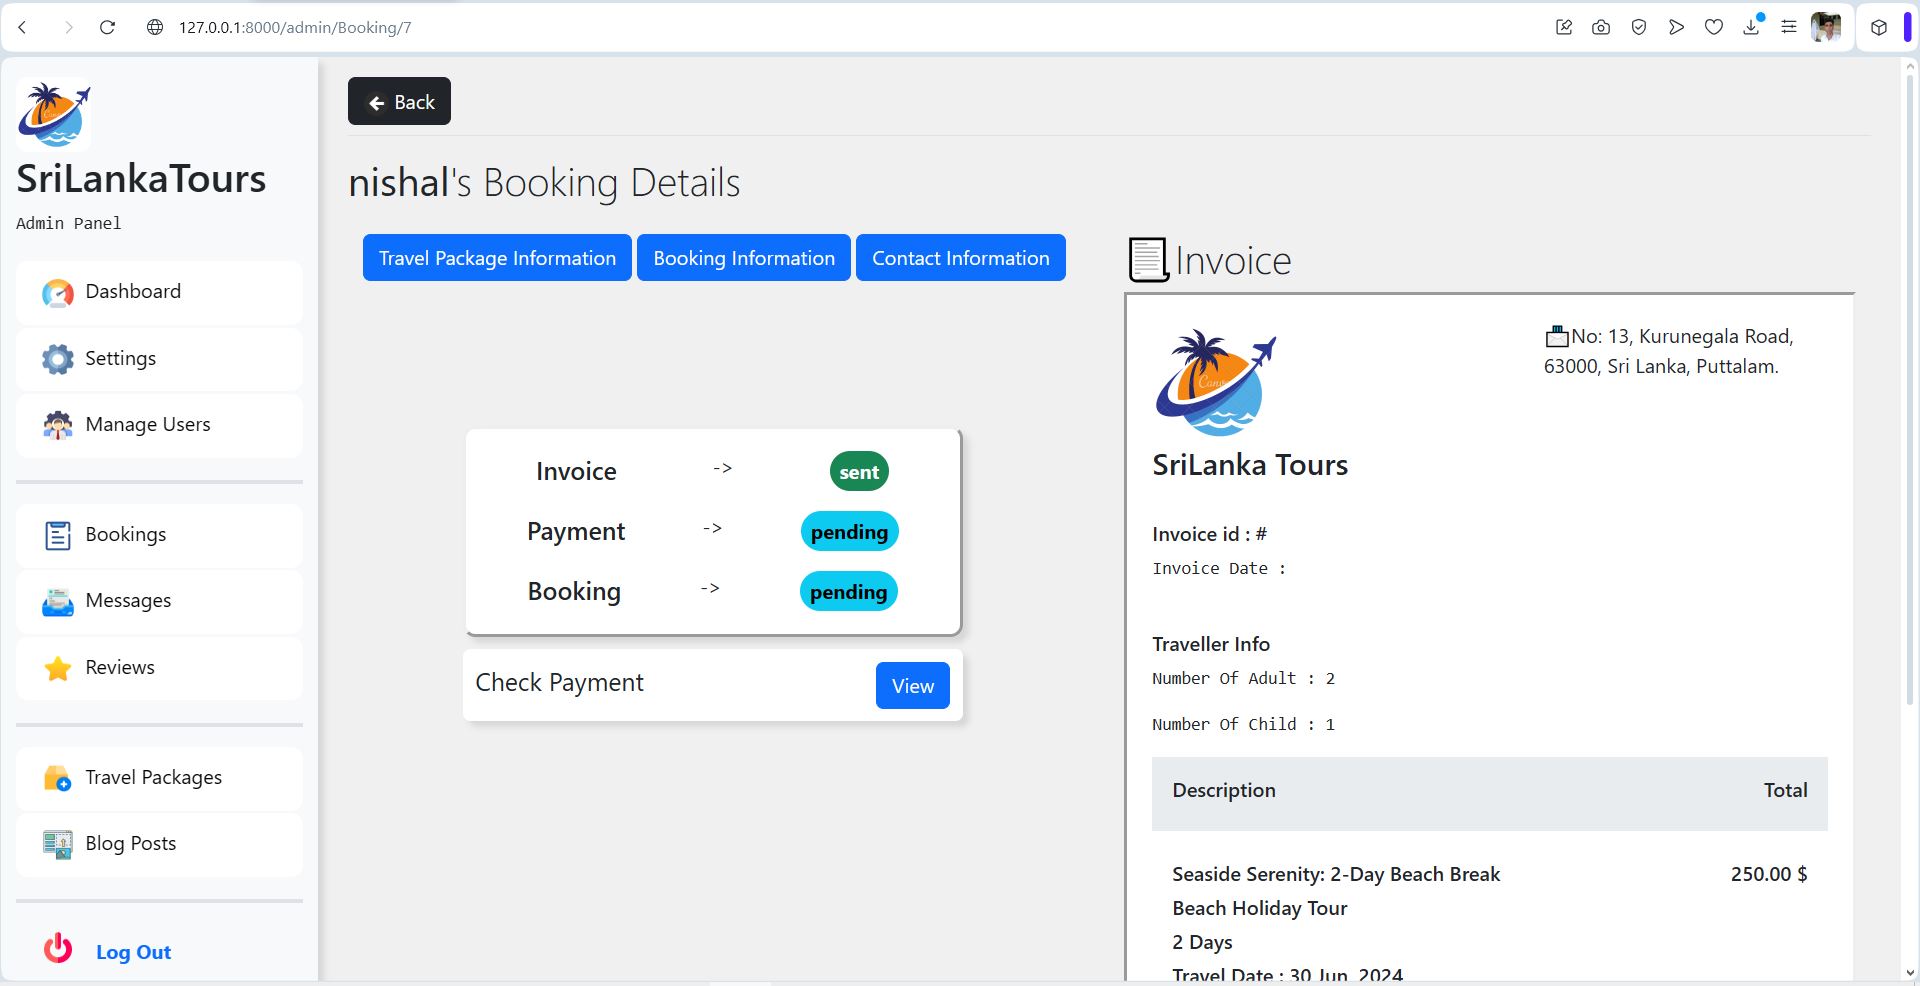 127.0.0.1:8000/admin/Booking/7
SriLankaTours
Admin Panel
Dashboard
Settings
Manage Users
Bookings
Messages
Reviews
Travel Packages
Blog Posts
Log Out
Back
nishal's Booking Details
Travel Package Information Booking Information Contact Information
Invoice -> sent
Payment -> pending
Booking -> pending
Check Payment View
Invoice
No: 13, Kurunegala Road,
63000, Sri Lanka, Puttalam.
SriLanka Tours
Invoice id : #
Invoice Date :
Traveller Info
Number Of Adult : 2
Number Of Child : 1
Description Total
Seaside Serenity: 2-Day Beach Break 250.00 $
Beach Holiday Tour
2 Days
Travel Date : 30 Jun, 2024